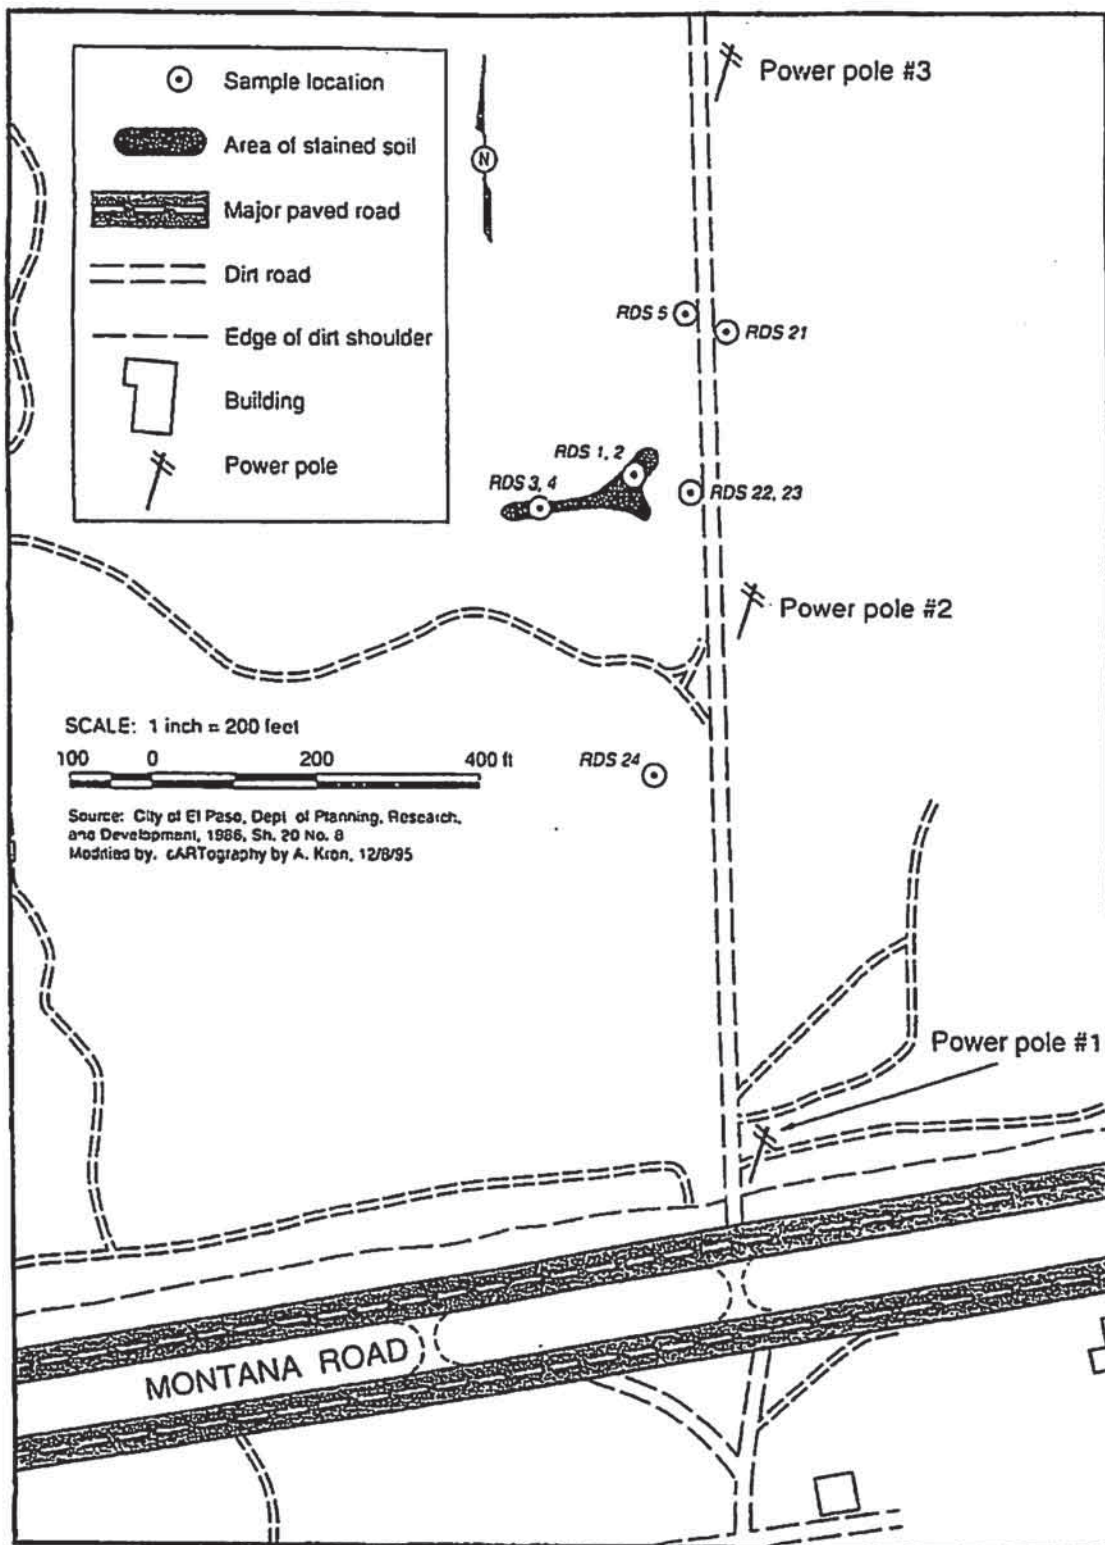 Sample location
Area of stained soil
Major paved road
Dirt road
Edge of dirt shoulder
Building
Power pole
N
Power pole #3
RDS 5
RDS 21
RDS 1, 2
RDS 3, 4
RDS 22, 23
Power pole #2
SCALE: 1 inch = 200 feet
100 0 200 400 ft
RDS 24
Source: City of El Paso, Dept. of Planning, Research,
and Development, 1986, Sh. 20 No. 8
Modified by. cARTography by A. Kron, 12/8/95
Power pole #1
MONTANA ROAD